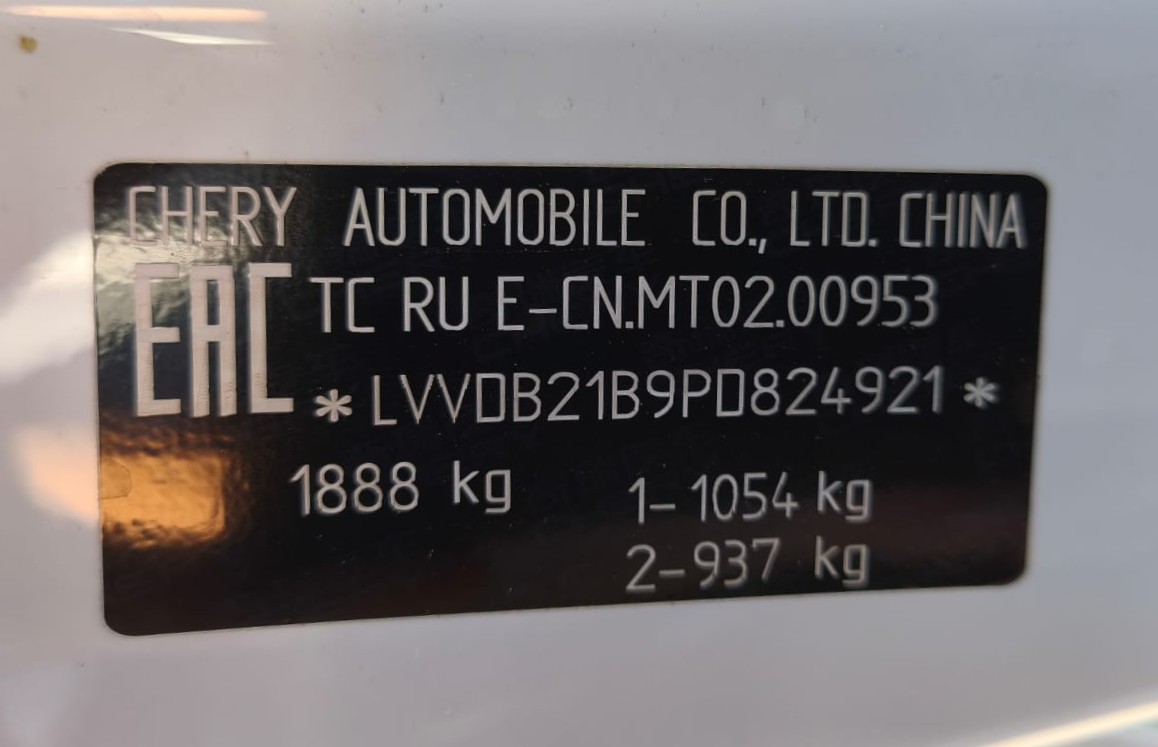 CHERY AUTOMOBILE CO., LTD. CHINA
EAC TC RU E-CN.MT02.00953
*LVVDB21B9PD824921*
1888 kg 1-1054 kg
2-937 kg